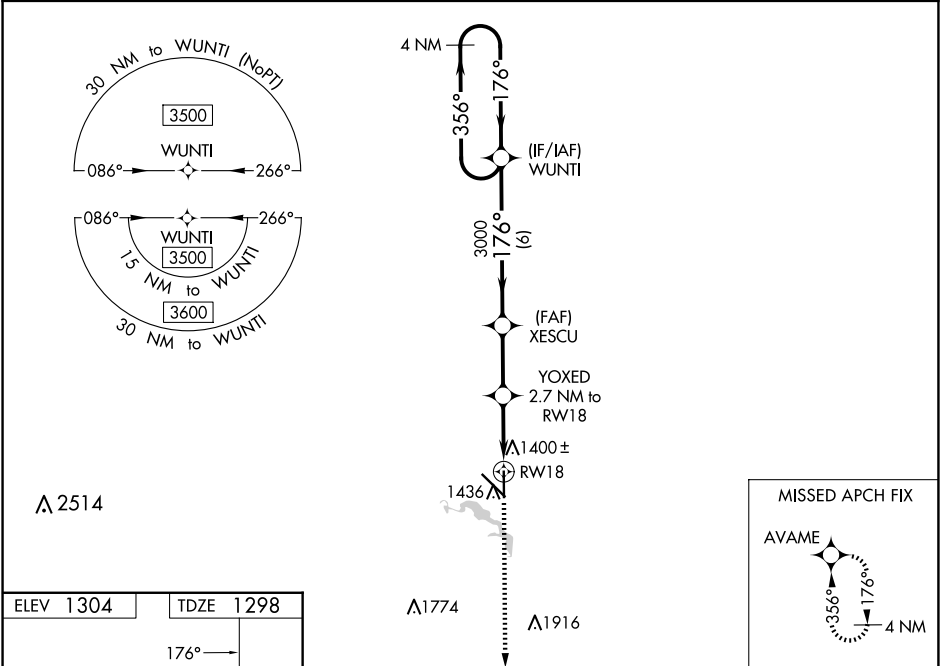 30 NM to WUNTI (NoPT)
3500
WUNTI
086°
266°
086°
266°
WUNTI
3500
15 NM to WUNTI
3600
30 NM to WUNTI
4 NM
356°
176°
(IF/IAF)
WUNTI
3000
176°
(6)
(FAF)
XESCU
YOXED
2.7 NM to
RW18
1400±
RW18
1436
2514
1774
1916
MISSED APCH FIX
AVAME
356°
176°
4 NM
ELEV 1304
TDZE 1298
176°